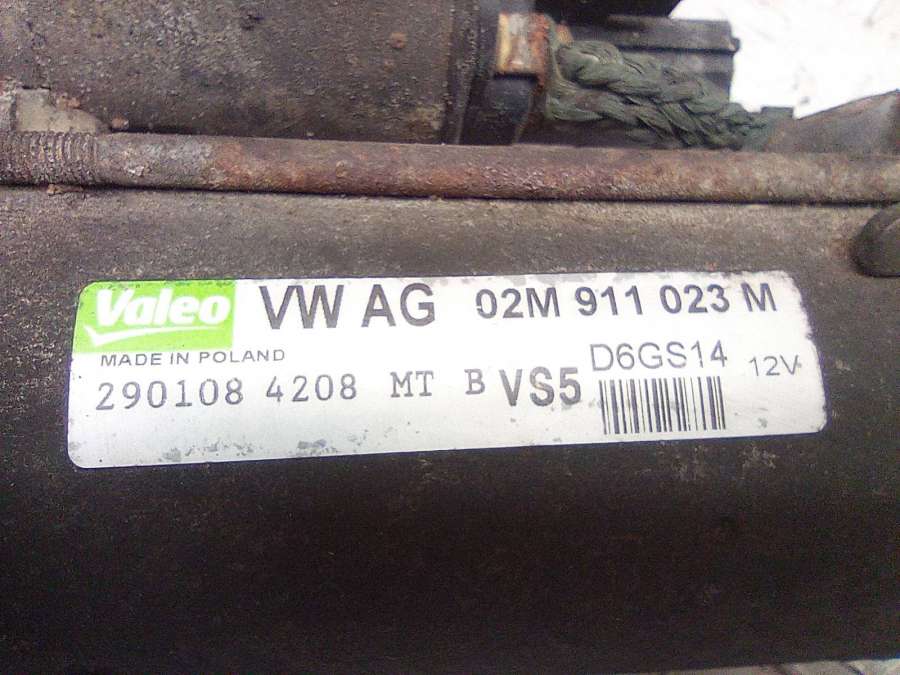 Valeo VW AG 02M 911 023 M
MADE IN POLAND D6GS14 12V
290108 4208 MT B VS5